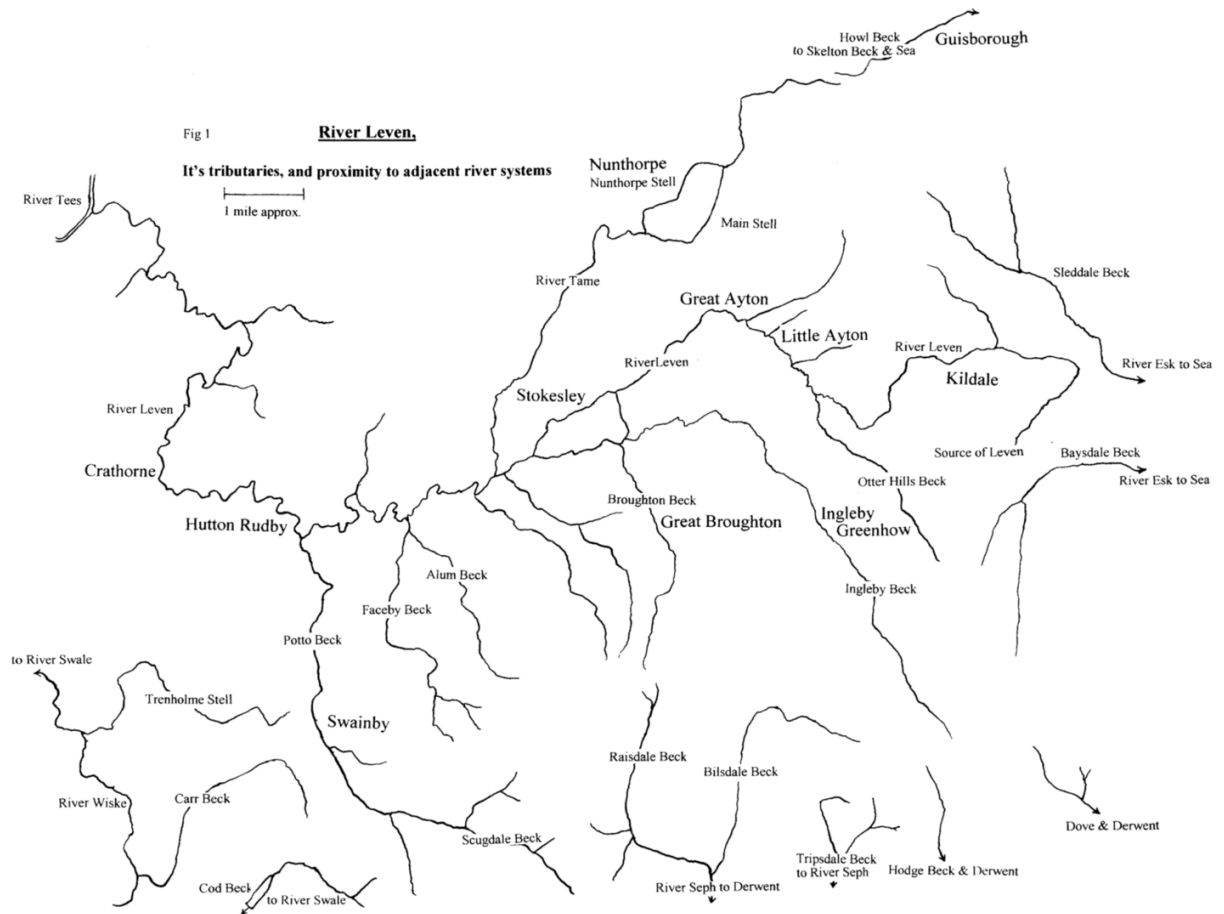 Howl Beck
to Skelton Beck & Sea
Guisborough
Fig 1
River Leven,
It's tributaries, and proximity to adjacent river systems
1 mile approx.
Nunthorpe
Nunthorpe Stell
River Tees
Main Stell
River Tame
Sleddale Beck
Great Ayton
Little Ayton
River Leven
RiverLeven
River Esk to Sea
Kildale
Stokesley
River Leven
Source of Leven
Baysdale Beck
Crathorne
River Esk to Sea
Otter Hills Beck
Broughton Beck
Hutton Rudby
Great Broughton
Ingleby
Greenhow
Alum Beck
Ingleby Beck
Faceby Beck
Potto Beck
to River Swale
Trenholme Stell
Swainby
Raisdale Beck
Bilsdale Beck
River Wiske
Carr Beck
Scugdale Beck
Dove & Derwent
Tripsdale Beck
to River Seph
Hodge Beck & Derwent
Cod Beck
to River Swale
River Seph to Derwent